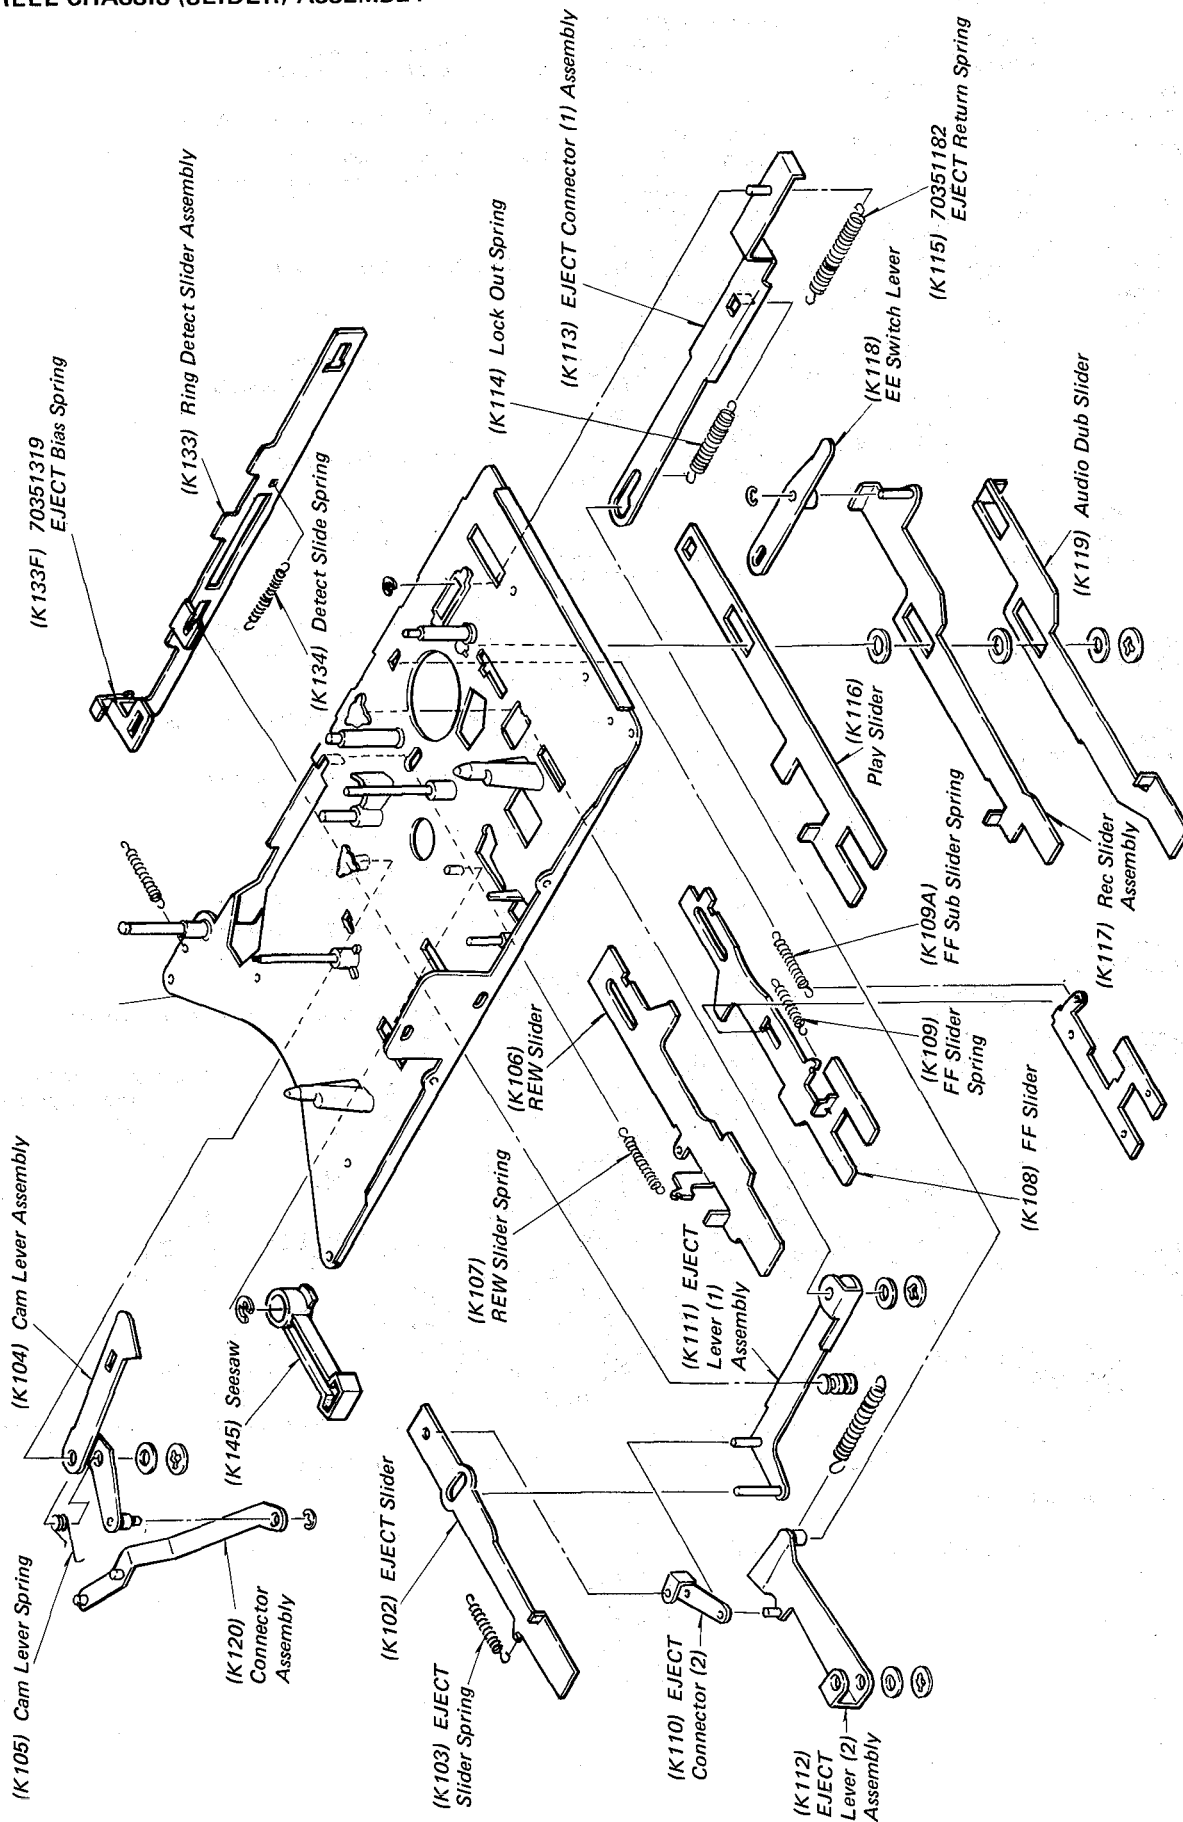 CHASSIS (SLIDER) ASSEMBLY
(K105) Cam Lever Spring
(K104) Cam Lever Assembly
(K120)
Connector
Assembly
(K145) Seesaw
(K133F) 70351319
EJECT Bias Spring
(K133) Ring Detect Slider Assembly
(K134) Detect Slide Spring
(K103) EJECT
Slider Spring
(K102) EJECT Slider
(K107)
REW Slider Spring
(K106)
REW Slider
(K114) Lock Out Spring
(K113) EJECT Connector (1) Assembly
(K115) 70351182
EJECT Return Spring
(K118)
EE Switch Lever
(K110) EJECT
Connector (2)
(K111) EJECT
Lever (1)
Assembly
(K112)
EJECT
Lever (2)
Assembly
(K108) FF Slider
(K109)
FF Slider
Spring
(K109A)
FF Sub Slider Spring
(K116)
Play Slider
(K117) Rec Slider
Assembly
(K119) Audio Dub Slider